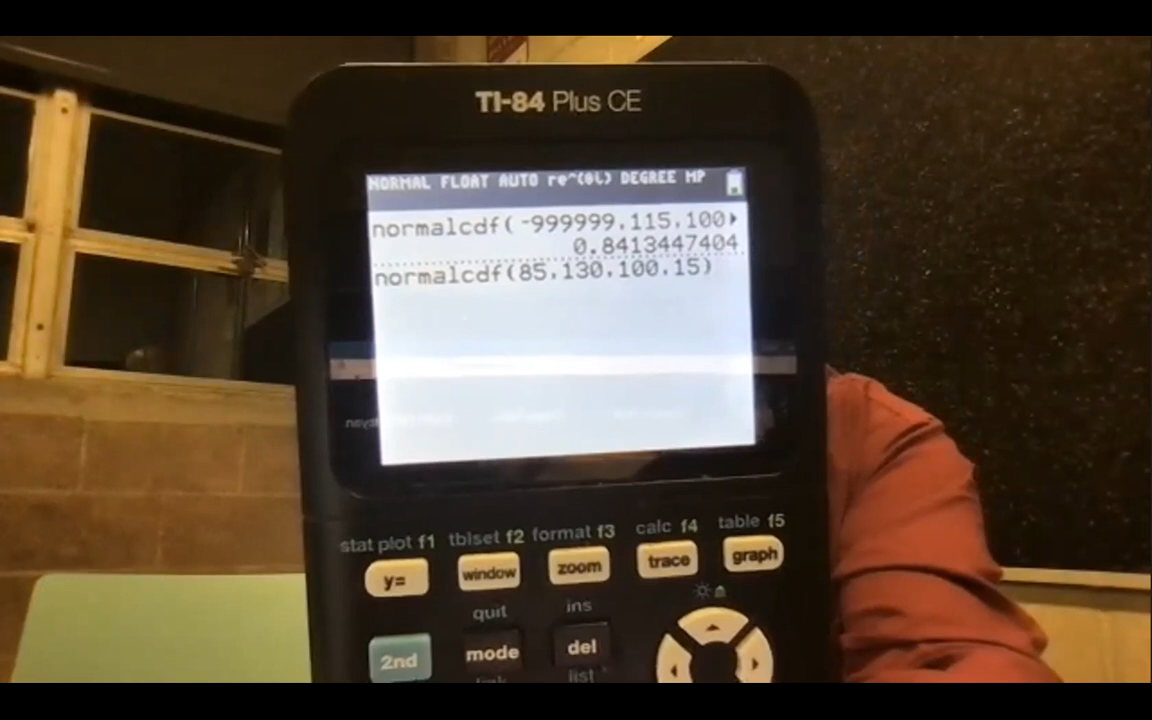 TI-84 Plus CE
NORMAL FLOAT AUTO re^(θi) DEGREE MP
normalcdf(-999999,115,100
0.8413447404
normalcdf(85,130,100,15)
stat plot f1 tblset f2 format f3 calc f4 table f5
y= window zoom trace graph
quit ins
2nd mode del
link list